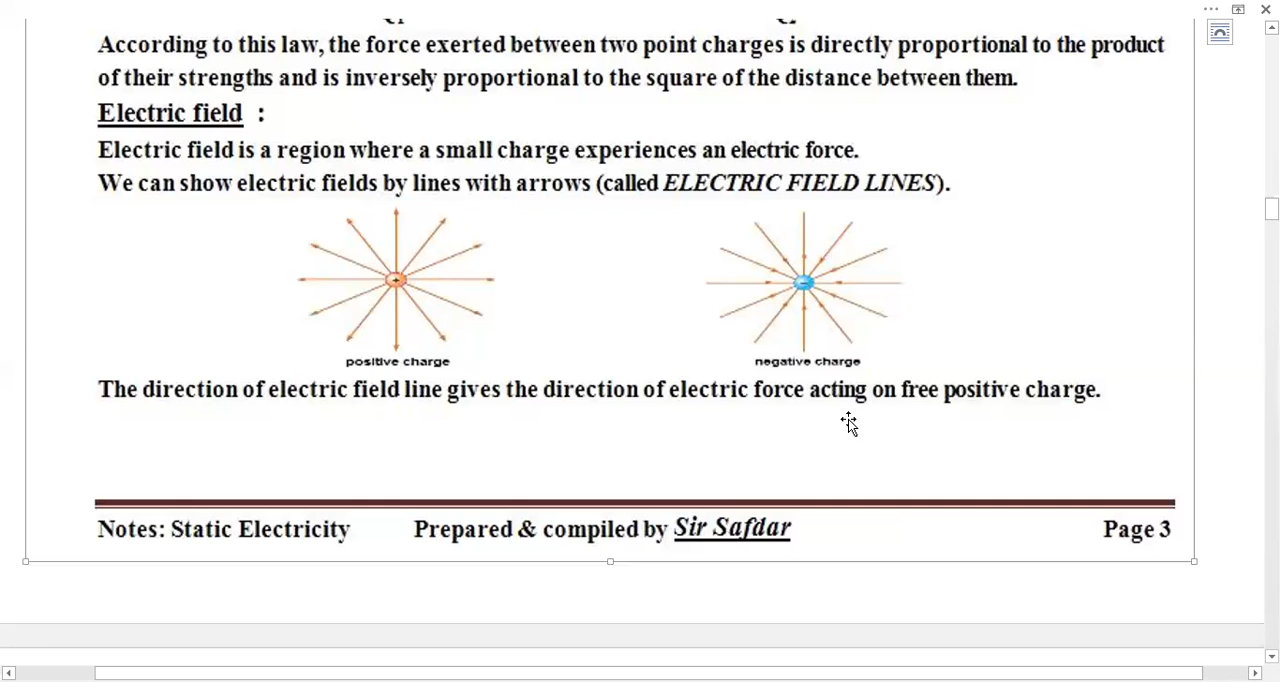 According to this law, the force exerted between two point charges is directly proportional to the product
of their strengths and is inversely proportional to the square of the distance between them.
Electric field :
Electric field is a region where a small charge experiences an electric force.
We can show electric fields by lines with arrows (called ELECTRIC FIELD LINES).
+ −
positive charge negative charge
The direction of electric field line gives the direction of electric force acting on free positive charge.
Notes: Static Electricity Prepared & compiled by Sir Safdar Page 3